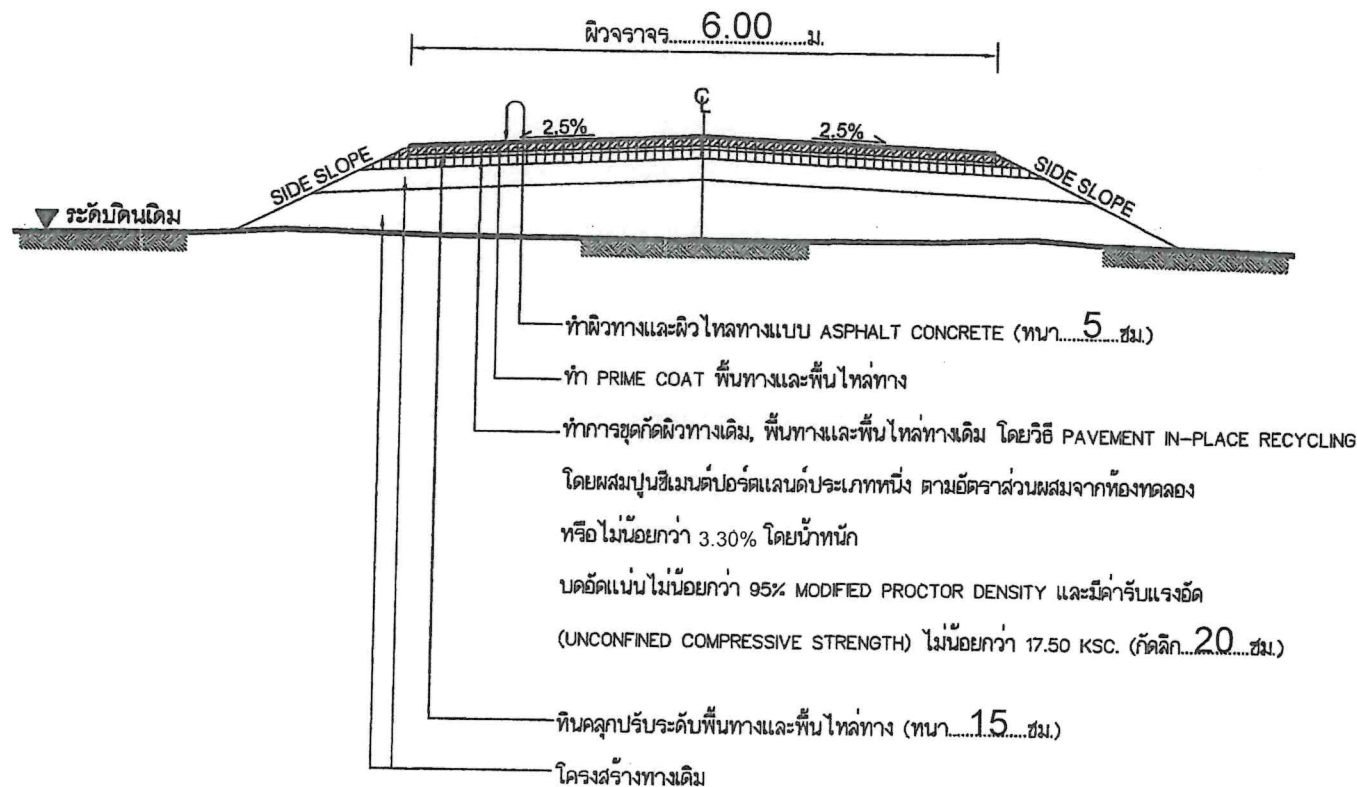 ผิวจราจร......6.00......ม.
C̲L
2.5% 2.5%
SIDE SLOPE SIDE SLOPE
ระดับดินเดิม
ทำผิวทางและผิวไหล่ทางแบบ ASPHALT CONCRETE (หนา.....5.....ซม.)
ทำ PRIME COAT พื้นทางและพื้นไหล่ทาง
ทำการขุดกัดผิวทางเดิม, พื้นทางและพื้นไหล่ทางเดิม โดยวิธี PAVEMENT IN-PLACE RECYCLING
โดยผสมปูนซีเมนต์ปอร์ตแลนด์ประเภทหนึ่ง ตามอัตราส่วนผสมจากห้องทดลอง
หรือไม่น้อยกว่า 3.30% โดยน้ำหนัก
บดอัดแน่นไม่น้อยกว่า 95% MODIFIED PROCTOR DENSITY และมีค่ารับแรงอัด
(UNCONFINED COMPRESSIVE STRENGTH) ไม่น้อยกว่า 17.50 KSC. (กัดลึก...20....ซม.)
หินคลุกปรับระดับพื้นทางและพื้นไหล่ทาง (หนา.....15.....ซม.)
โครงสร้างทางเดิม